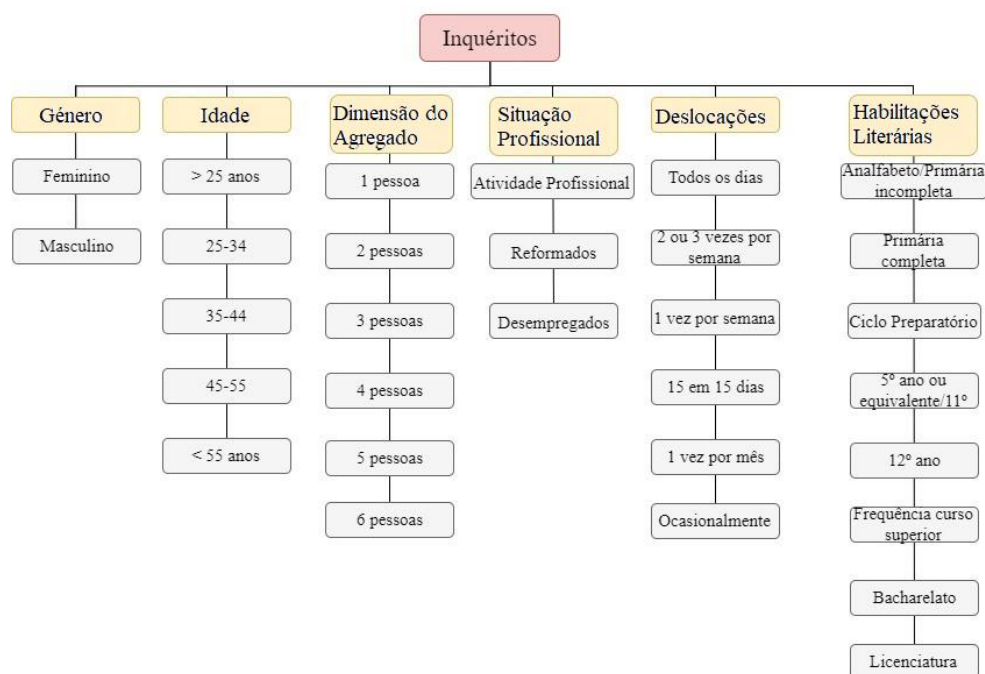 Inquéritos
Género
Feminino
Masculino
Idade
> 25 anos
25-34
35-44
45-55
< 55 anos
Dimensão do
Agregado
1 pessoa
2 pessoas
3 pessoas
4 pessoas
5 pessoas
6 pessoas
Situação
Profissional
Atividade Profissional
Reformados
Desempregados
Deslocações
Todos os dias
2 ou 3 vezes por
semana
1 vez por semana
15 em 15 dias
1 vez por mês
Ocasionalmente
Habilitações
Literárias
Analfabeto/Primária
incompleta
Primária
completa
Ciclo Preparatório
5º ano ou
equivalente/11º
12º ano
Frequência curso
superior
Bacharelato
Licenciatura